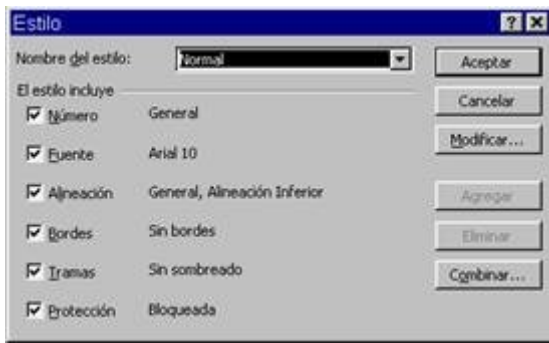 Estilo
Nombre del estilo: Normal Aceptar
El estilo incluye Cancelar
Número General
Modificar...
Fuente Arial 10
Alineación General, Alineación Inferior Agregar
Bordes Sin bordes Eliminar
Tramas Sin sombreado Combinar...
Protección Bloqueada